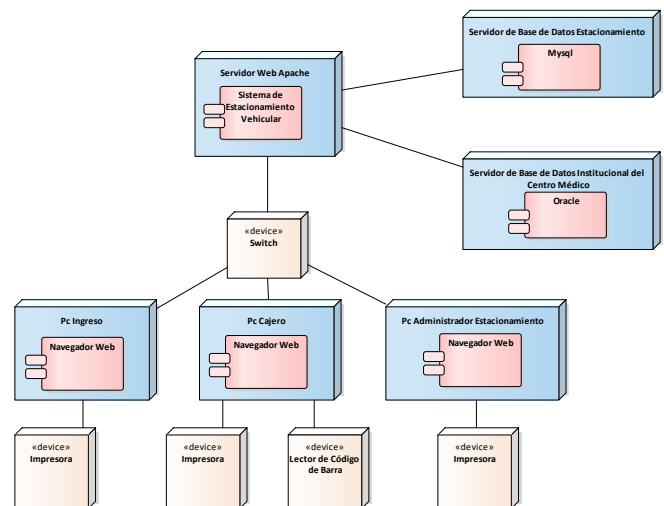 Servidor de Base de Datos Estacionamiento
Mysql
Servidor Web Apache
Sistema de
Estacionamiento
Vehicular
Servidor de Base de Datos Institucional del
Centro Médico
Oracle
«device»
Switch
Pc Ingreso
Navegador Web
Pc Cajero
Navegador Web
Pc Administrador Estacionamiento
Navegador Web
«device»
Impresora
«device»
Impresora
«device»
Lector de Código
de Barra
«device»
Impresora